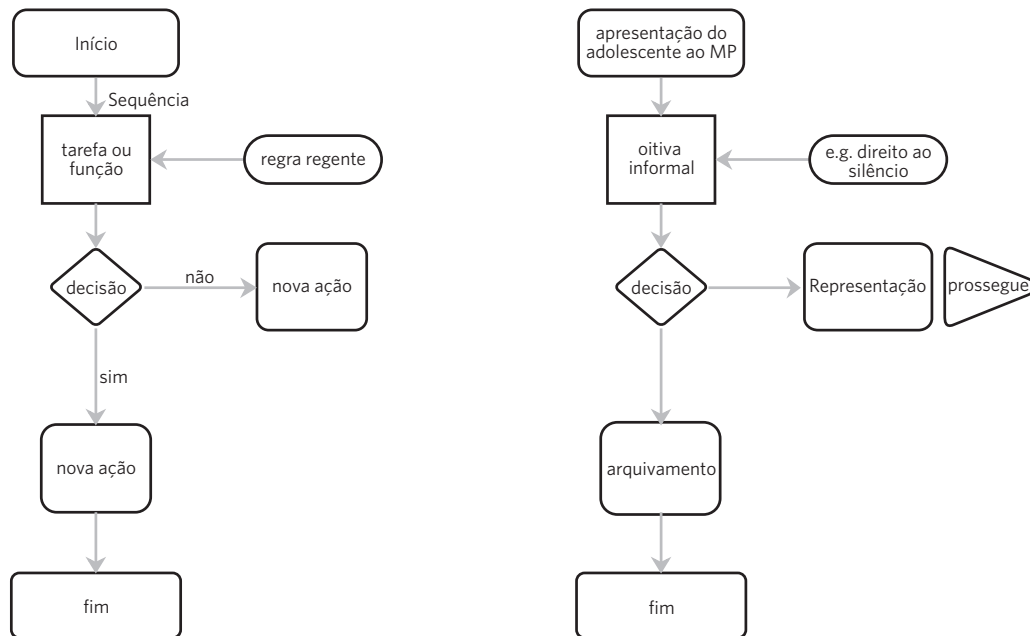 Início
Sequência
tarefa ou
função
regra regente
decisão
não
nova ação
sim
nova ação
fim
apresentação do
adolescente ao MP
oitiva
informal
e.g. direito ao
silêncio
decisão
Representação
prossegue
arquivamento
fim